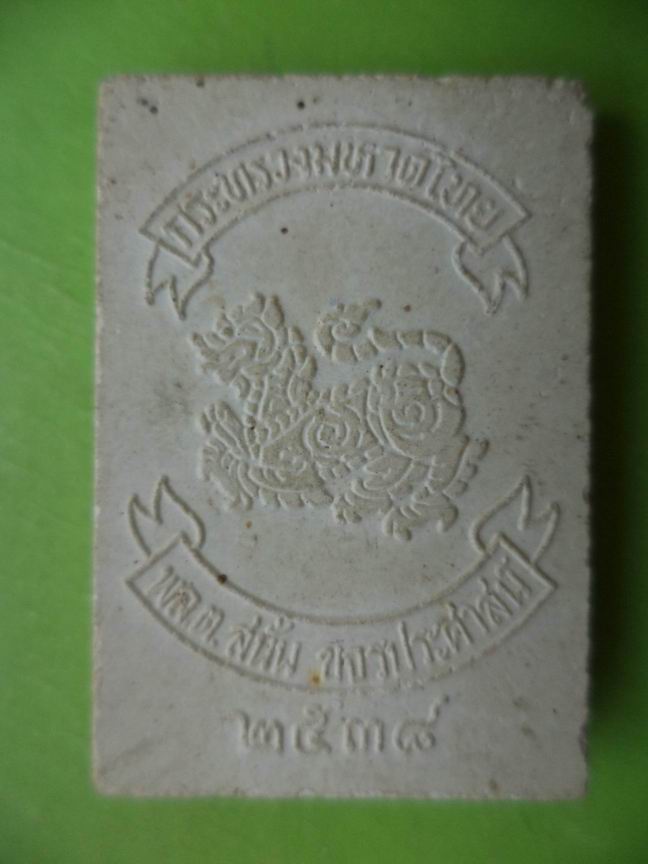 กระทรวงมหาดไทย
พล.ต. สนั่น ขจรประศาสน์
๒๕๓๘